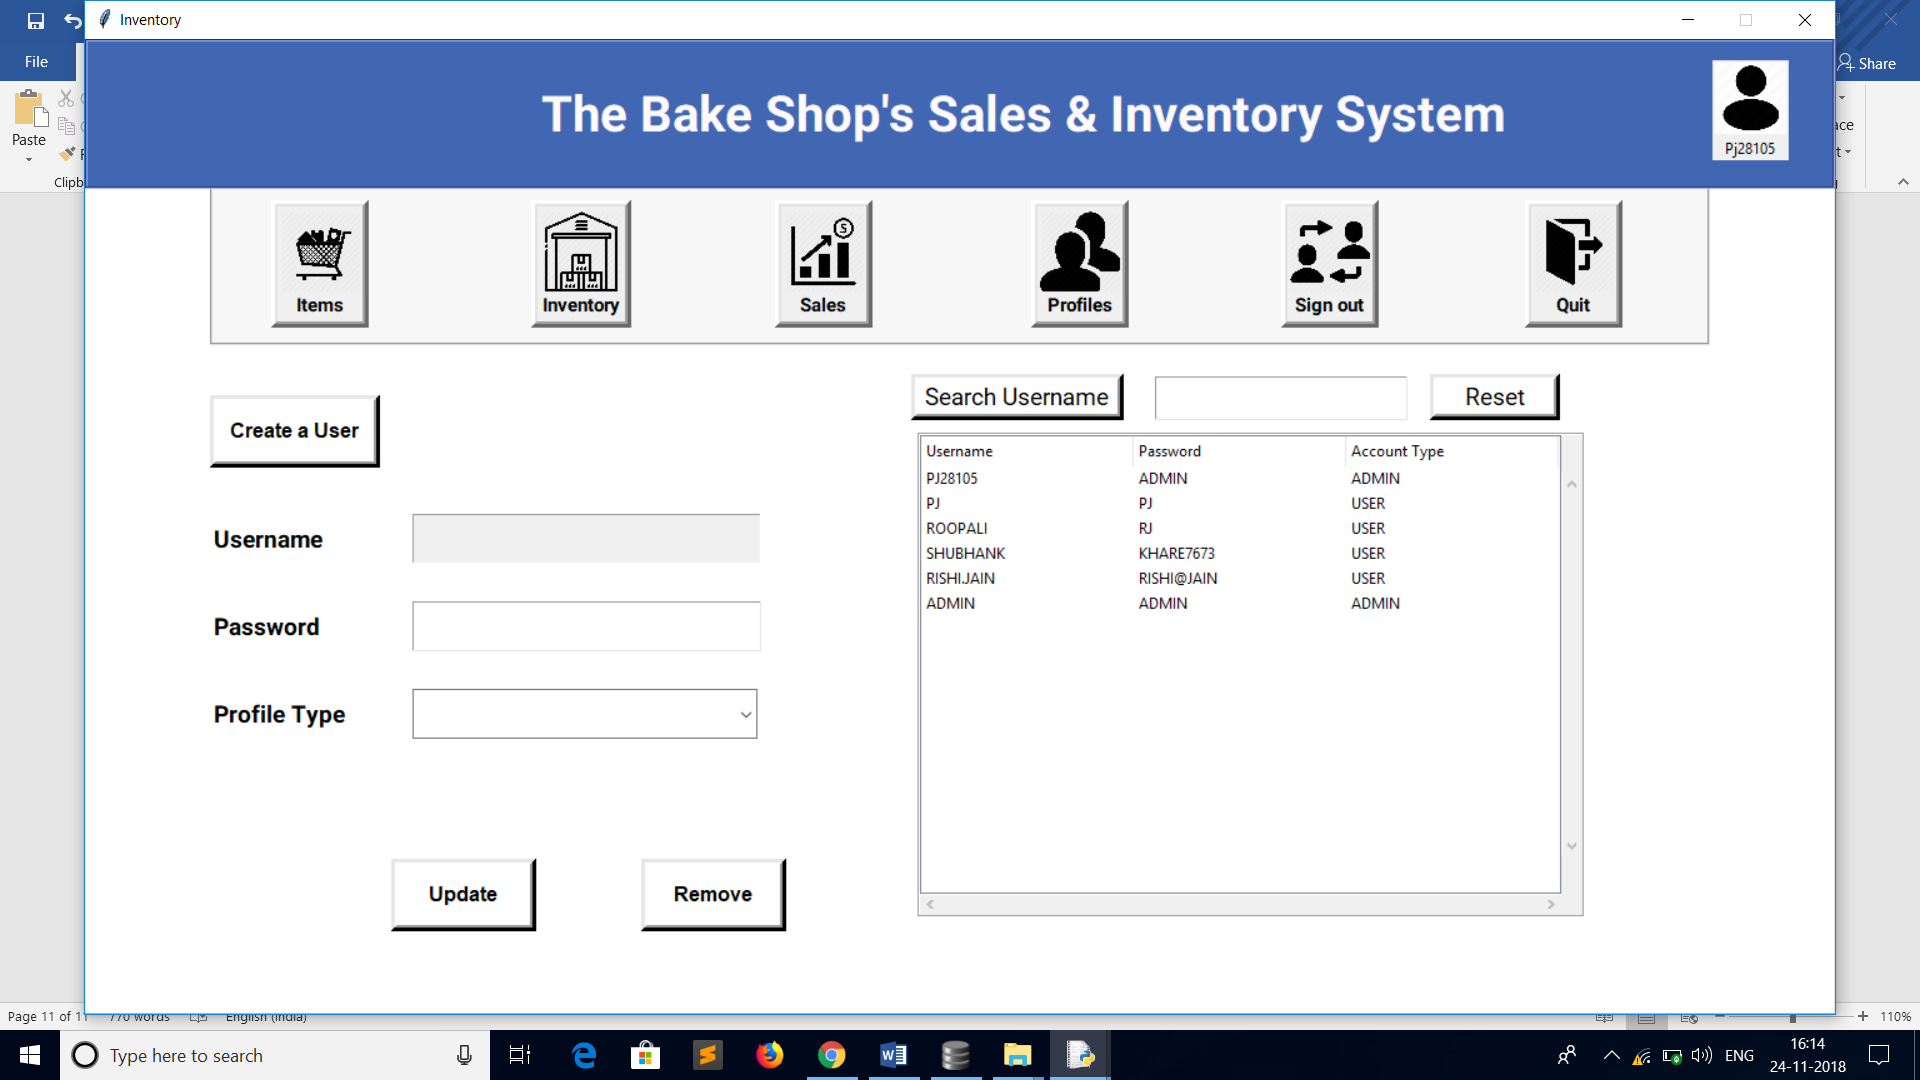 Inventory
File
Share
The Bake Shop's Sales & Inventory System
Pj28105
Paste
Items
Inventory
Sales
Profiles
Sign out
Quit
Create a User
Search Username
Reset
Username Password Account Type
PJ28105 ADMIN ADMIN
PJ PJ USER
ROOPALI RJ USER
SHUBHANK KHARE7673 USER
RISHI.JAIN RISHI@JAIN USER
ADMIN ADMIN ADMIN
Username
Password
Profile Type
Update
Remove
Page 11 of 11 770 words English (India) 110%
Type here to search
ENG
16:14
24-11-2018